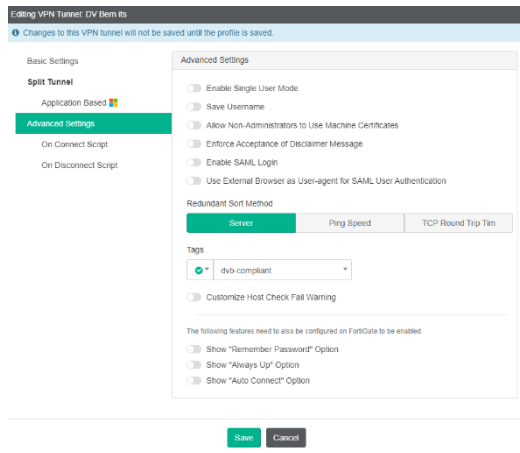 Editing VPN Tunnel: DV Bern its
Changes to this VPN tunnel will not be saved until the profile is saved.
Basic Settings
Split Tunnel
Application Based
Advanced Settings
On Connect Script
On Disconnect Script
Advanced Settings
Enable Single User Mode
Save Username
Allow Non-Administrators to Use Machine Certificates
Enforce Acceptance of Disclaimer Message
Enable SAML Login
Use External Browser as User-agent for SAML User Authentication
Redundant Sort Method
Server Ping Speed TCP Round Trip Tim
Tags
dvb-compliant
Customize Host Check Fail Warning
The following features need to also be configured on FortiGate to be enabled.
Show "Remember Password" Option
Show "Always Up" Option
Show "Auto Connect" Option
Save Cancel